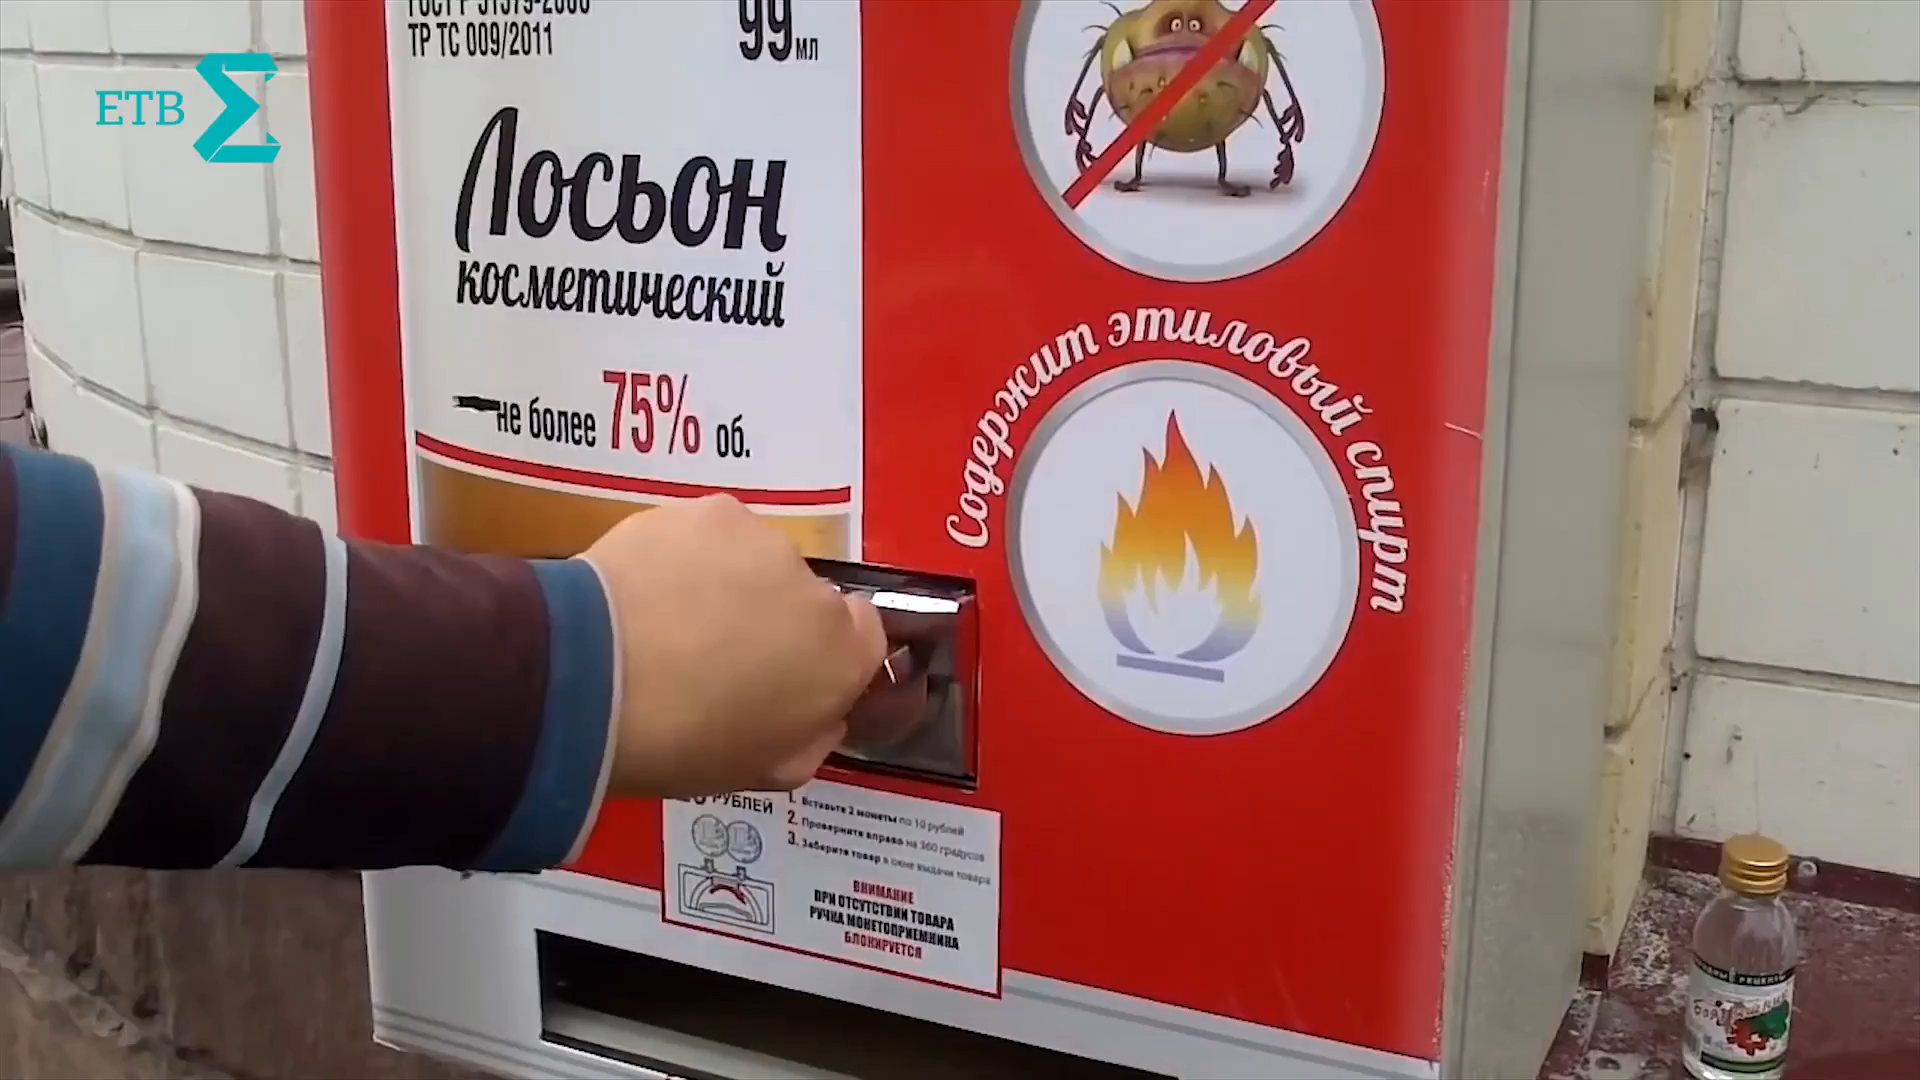 ТР ТС 009/2011
99 мл
ЕТВ
Лосьон
косметический
не более 75% об.
Содержит этиловый спирт
РУБЛЕЙ
1. Вставьте 2 монеты по 10 рублей
2. Проверните вправо на 360 градусов
3. Заберите товар в окне выдачи товара
ВНИМАНИЕ
ПРИ ОТСУТСТВИИ ТОВАРА
РУЧКА МОНЕТОПРИЕМНИКА
БЛОКИРУЕТСЯ